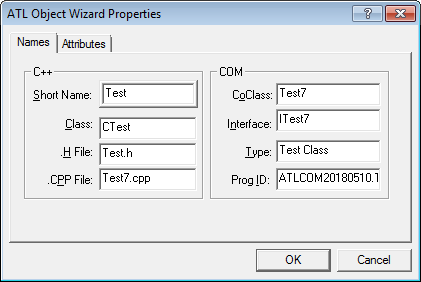 ATL Object Wizard Properties
Names Attributes
C++
Short Name: Test
Class: CTest
.H File: Test.h
.CPP File: Test7.cpp
COM
CoClass: Test7
Interface: ITest7
Type: Test Class
Prog ID: ATLCOM20180510.T
OK Cancel